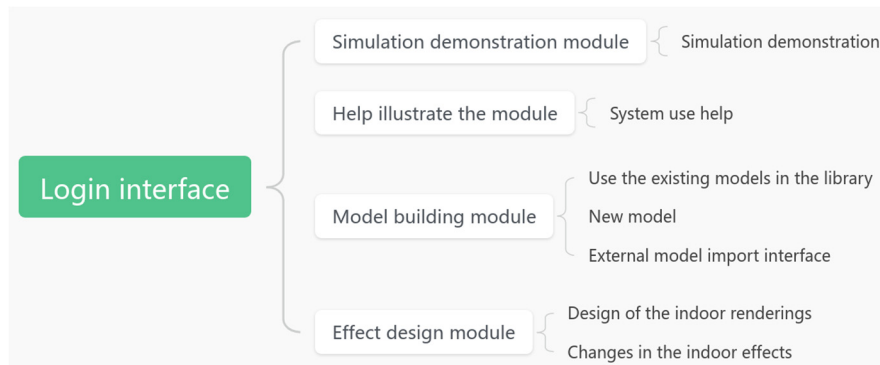 Login interface
Simulation demonstration module
Simulation demonstration
Help illustrate the module
System use help
Model building module
Use the existing models in the library
New model
External model import interface
Effect design module
Design of the indoor renderings
Changes in the indoor effects